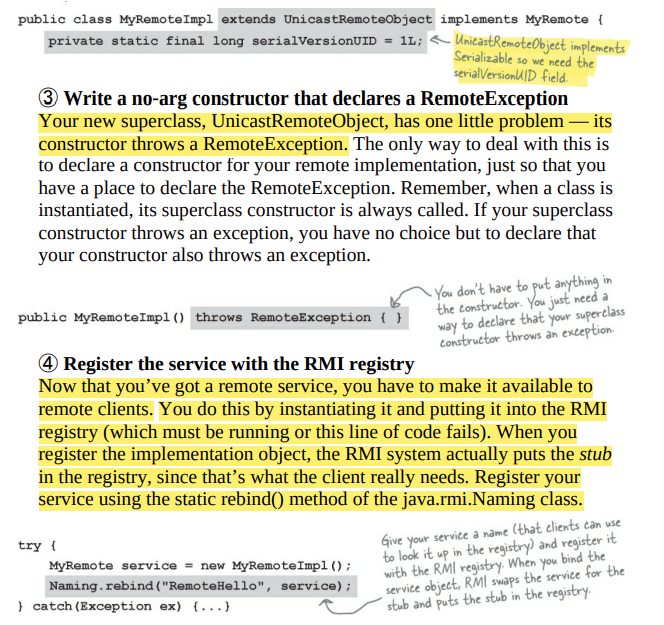 public class MyRemoteImpl extends UnicastRemoteObject implements MyRemote {
private static final long serialVersionUID = 1L;
UnicastRemoteObject implements
Serializable so we need the
serialVersionUID field.
③ Write a no-arg constructor that declares a RemoteException
Your new superclass, UnicastRemoteObject, has one little problem — its
constructor throws a RemoteException. The only way to deal with this is
to declare a constructor for your remote implementation, just so that you
have a place to declare the RemoteException. Remember, when a class is
instantiated, its superclass constructor is always called. If your superclass
constructor throws an exception, you have no choice but to declare that
your constructor also throws an exception.
You don't have to put anything in
the constructor. You just need a
way to declare that your superclass
constructor throws an exception.
public MyRemoteImpl() throws RemoteException { }
④ Register the service with the RMI registry
Now that you’ve got a remote service, you have to make it available to
remote clients. You do this by instantiating it and putting it into the RMI
registry (which must be running or this line of code fails). When you
register the implementation object, the RMI system actually puts the stub
in the registry, since that’s what the client really needs. Register your
service using the static rebind() method of the java.rmi.Naming class.
Give your service a name (that clients can use
to look it up in the registry) and register it
with the RMI registry. When you bind the
service object, RMI swaps the service for the
stub and puts the stub in the registry.
try {
MyRemote service = new MyRemoteImpl();
Naming.rebind("RemoteHello", service);
} catch(Exception ex) {...}